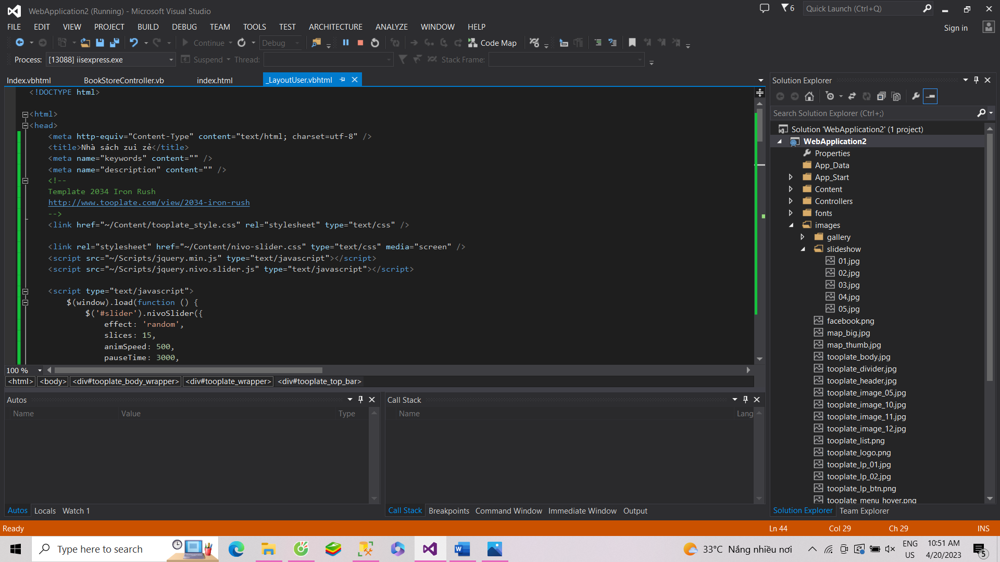 WebApplication2 (Running) - Microsoft Visual Studio
6
Quick Launch (Ctrl+Q)
FILE EDIT VIEW PROJECT BUILD DEBUG TEAM TOOLS TEST ARCHITECTURE ANALYZE WINDOW HELP
Sign in
Continue Debug Code Map
Process: [13088] iisexpress.exe Suspend Thread: Stack Frame:
Index.vbhtml BookStoreController.vb index.html _LayoutUser.vbhtml
<!DOCTYPE html>
<html>
<head>
<meta http-equiv="Content-Type" content="text/html; charset=utf-8" />
<title>Nhà sách zui zẻ</title>
<meta name="keywords" content="" />
<meta name="description" content="" />
<!--
Template 2034 Iron Rush
http://www.tooplate.com/view/2034-iron-rush
-->
<link href="~/Content/tooplate_style.css" rel="stylesheet" type="text/css" />
<link rel="stylesheet" href="~/Content/nivo-slider.css" type="text/css" media="screen" />
<script src="~/Scripts/jquery.min.js" type="text/javascript"></script>
<script src="~/Scripts/jquery.nivo.slider.js" type="text/javascript"></script>
<script type="text/javascript">
$(window).load(function () {
$('#slider').nivoSlider({
effect: 'random',
slices: 15,
animSpeed: 500,
pauseTime: 3000,
100 %
<html> <body> <div#tooplate_body_wrapper> <div#tooplate_wrapper> <div#tooplate_top_bar>
Autos
Name Value Type
Autos Locals Watch 1
Call Stack
Name Lang
Call Stack Breakpoints Command Window Immediate Window Output
Solution Explorer
Search Solution Explorer (Ctrl+;)
Solution 'WebApplication2' (1 project)
WebApplication2
Properties
App_Data
App_Start
Content
Controllers
fonts
images
gallery
slideshow
01.jpg
02.jpg
03.jpg
04.jpg
05.jpg
facebook.png
map_big.jpg
map_thumb.jpg
tooplate_body.jpg
tooplate_divider.jpg
tooplate_header.jpg
tooplate_image_05.jpg
tooplate_image_10.jpg
tooplate_image_11.jpg
tooplate_image_12.jpg
tooplate_list.png
tooplate_logo.png
tooplate_lp_01.jpg
tooplate_lp_02.jpg
tooplate_lp_btn.png
tooplate_menu_hover.png
Solution Explorer Team Explorer
Ready Ln 44 Col 29 Ch 29 INS
Type here to search
33°C Nắng nhiều nơi
ENG
US
10:51 AM
4/20/2023
5